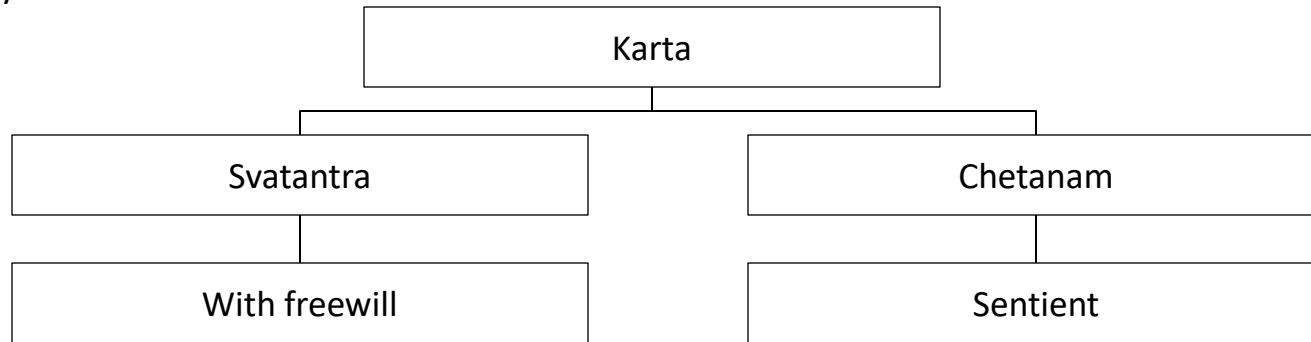 Karta
Svatantra
Chetanam
With freewill
Sentient